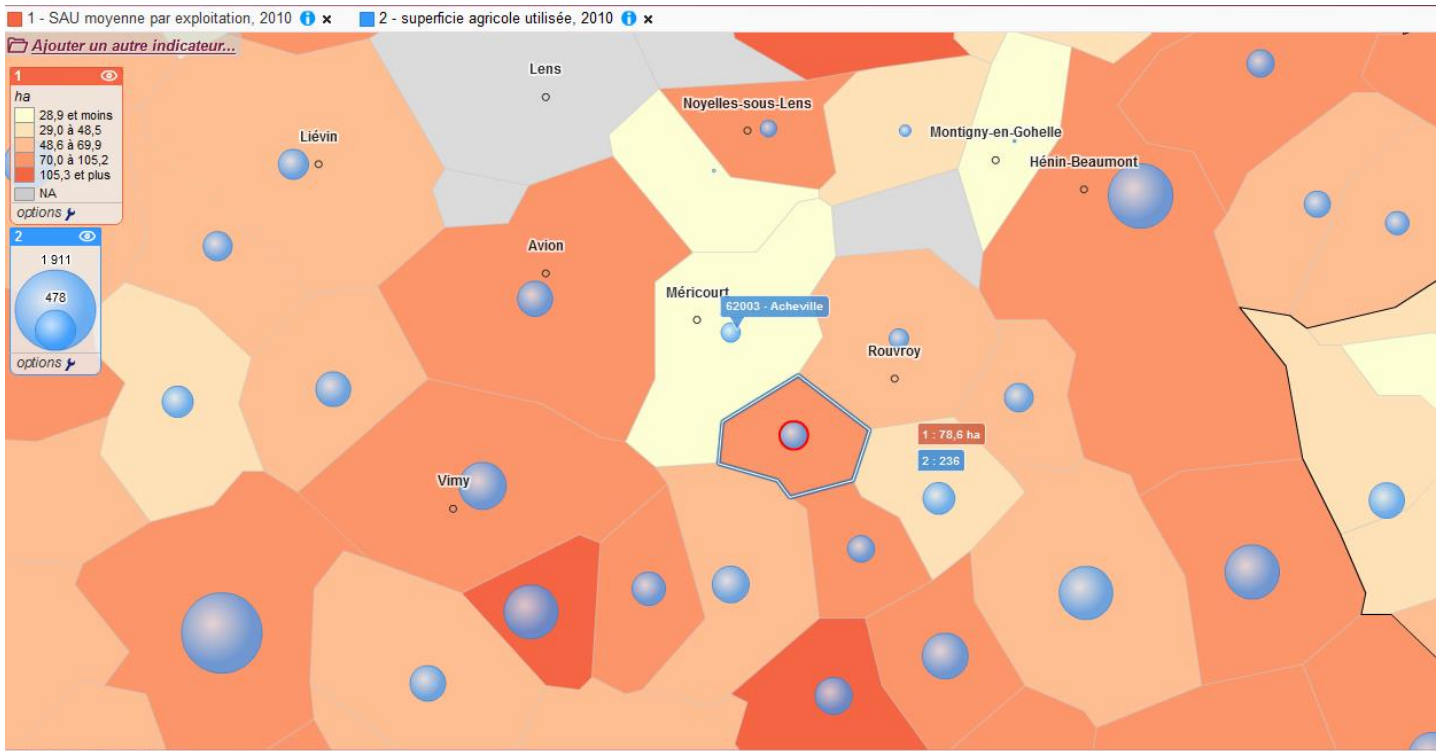 1 - SAU moyenne par exploitation, 2010 i × 2 - superficie agricole utilisée, 2010 i ×
Ajouter un autre indicateur...
1
ha
28,9 et moins
29,0 à 48,5
48,6 à 69,9
70,0 à 105,2
105,3 et plus
NA
options
2
1 911
478
options
Lens
Noyelles-sous-Lens
Liévin
Montigny-en-Gohelle
Hénin-Beaumont
Avion
Méricourt
62003 - Acheville
Rouvroy
1 : 78,6 ha
2 : 236
Vimy